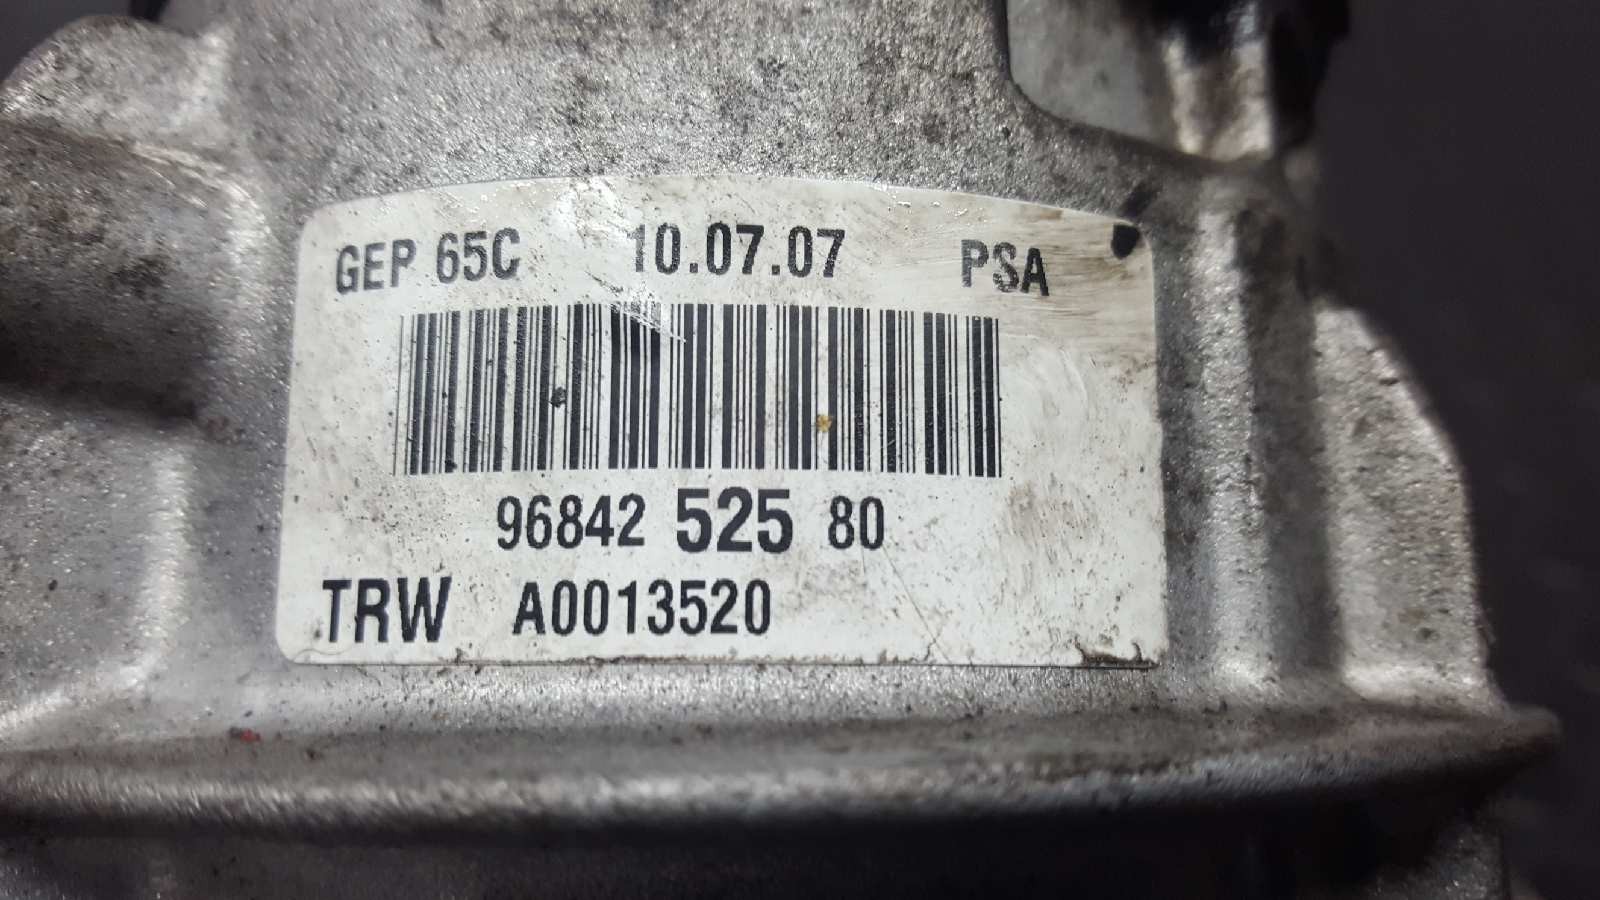 GEP 65C 10.07.07 PSA
96842 525 80
TRW A0013520